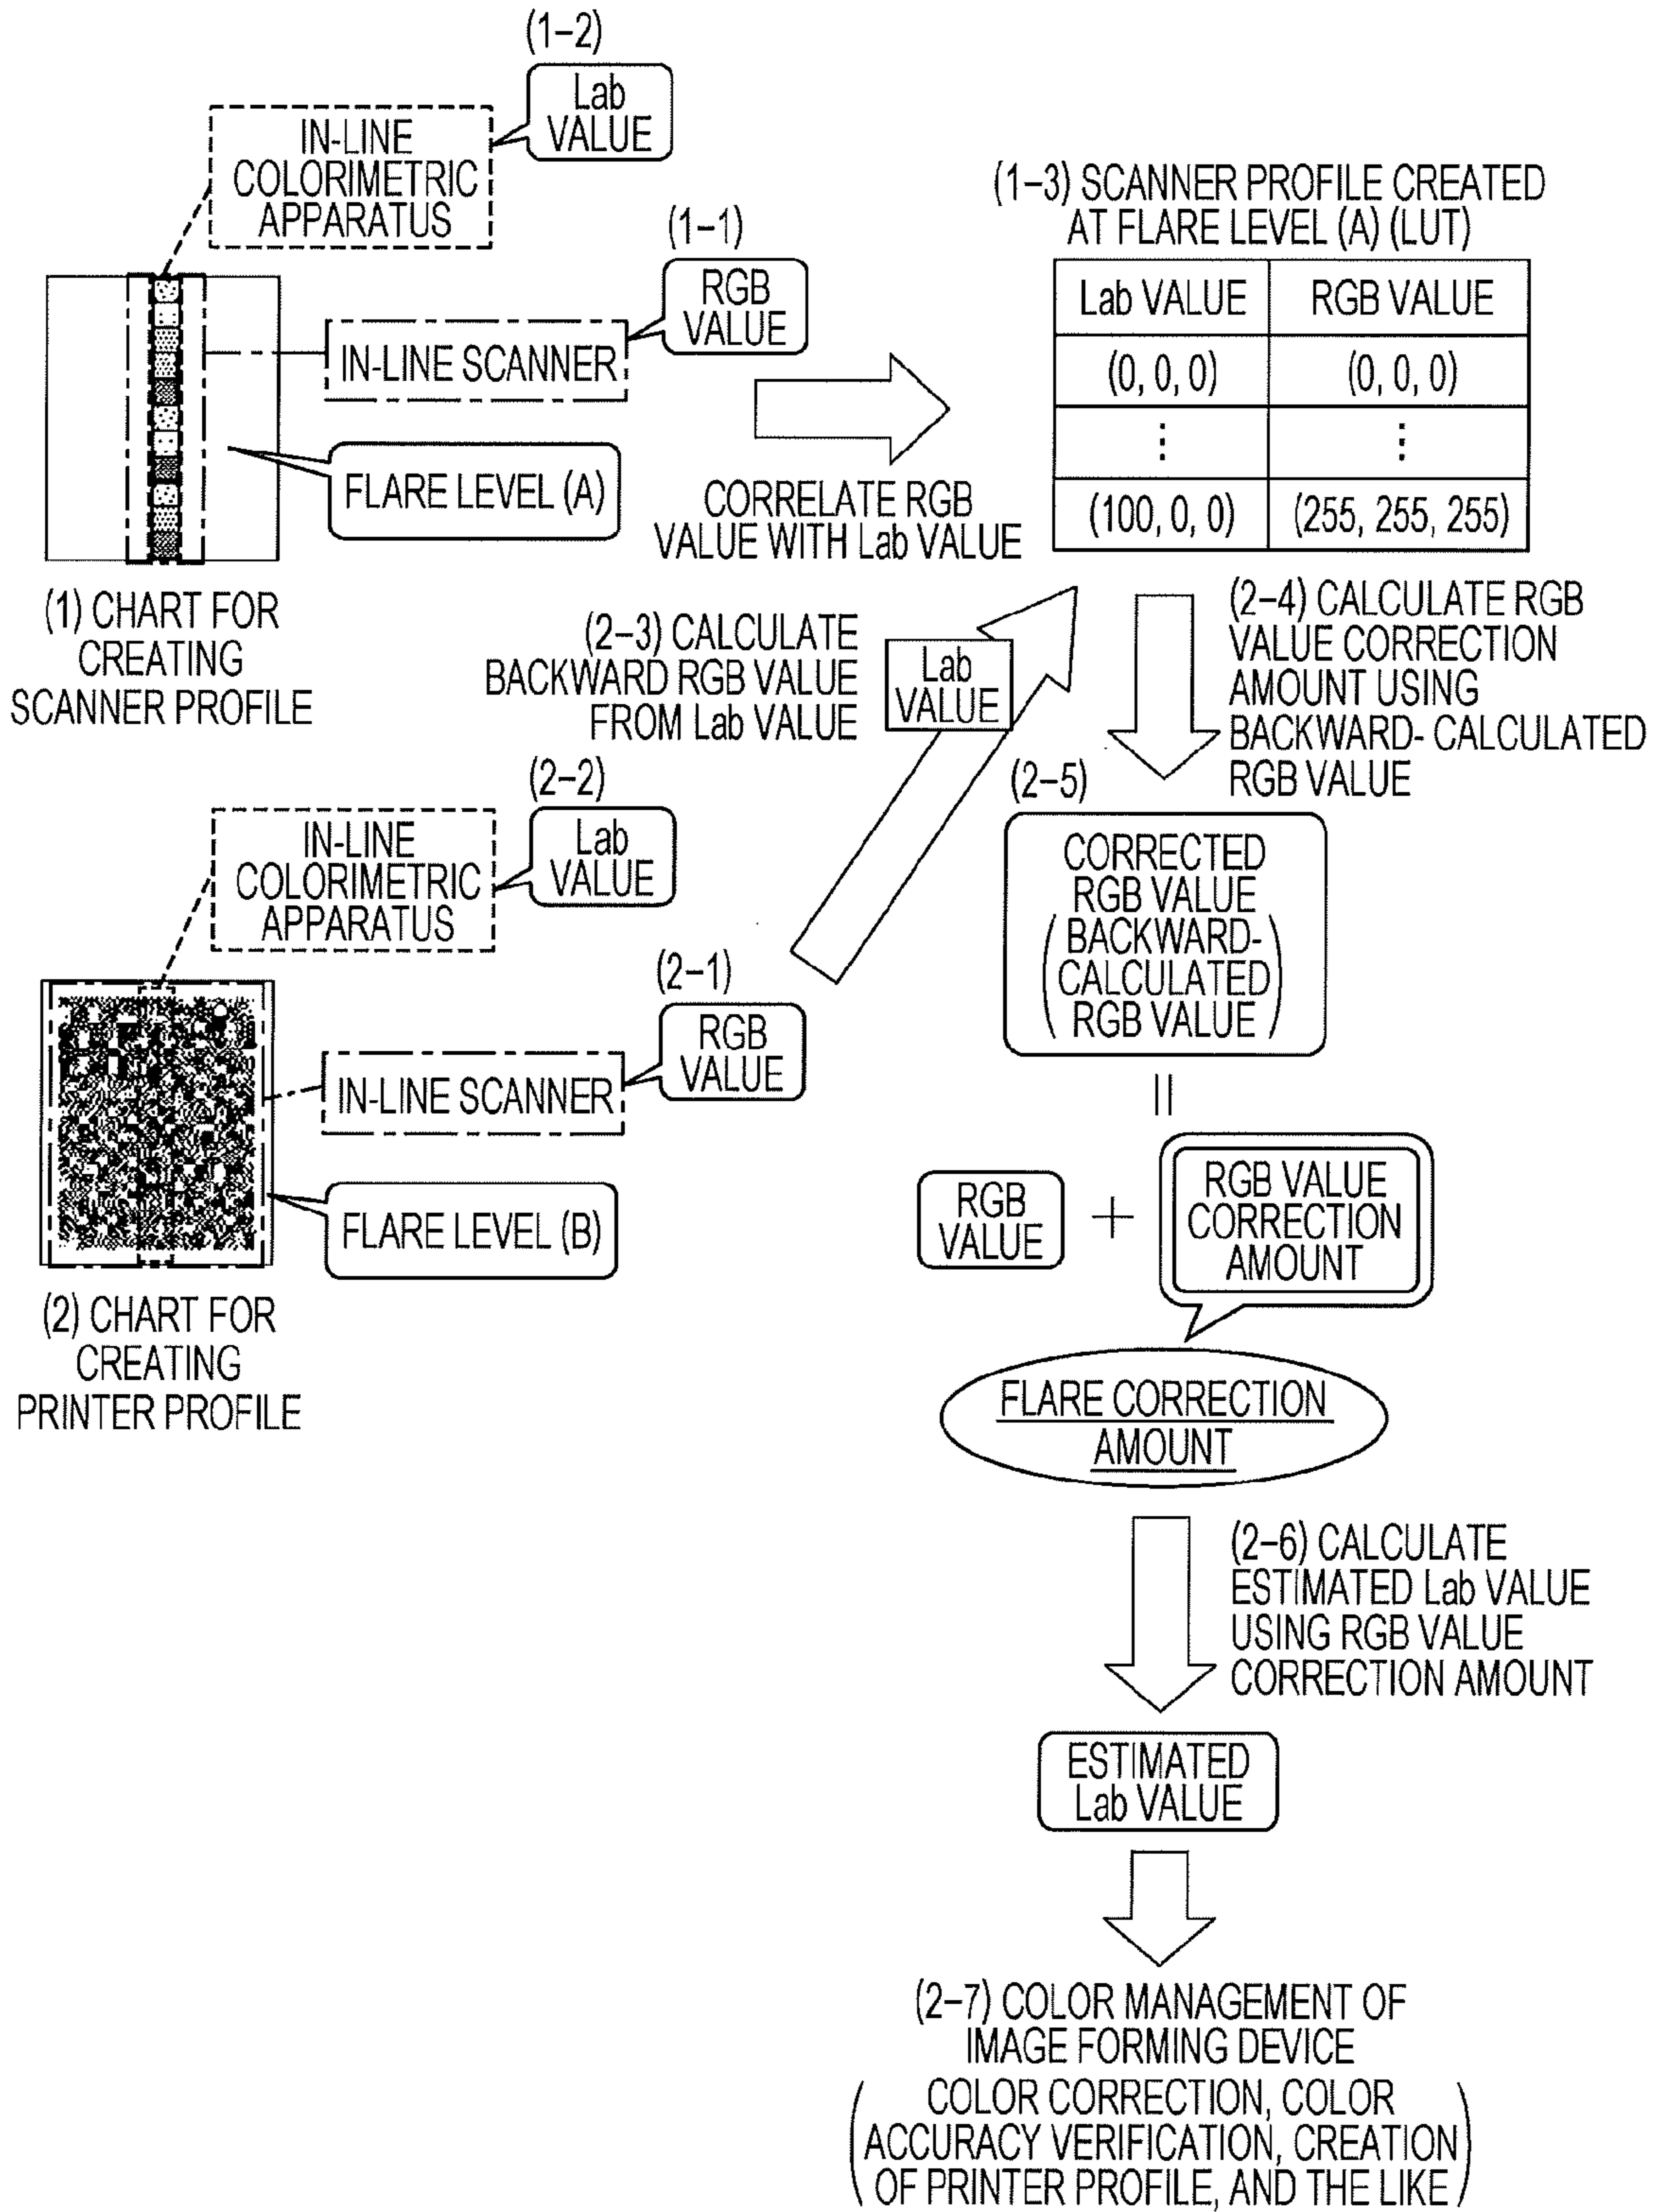 (1-2)
Lab
VALUE
IN-LINE
COLORIMETRIC
APPARATUS
(1-1)
RGB
VALUE
IN-LINE SCANNER
FLARE LEVEL (A)
(1) CHART FOR
CREATING
SCANNER PROFILE
CORRELATE RGB
VALUE WITH Lab VALUE
(1-3) SCANNER PROFILE CREATED
AT FLARE LEVEL (A) (LUT)
Lab VALUE RGB VALUE
(0, 0, 0) (0, 0, 0)
⋮ ⋮
(100, 0, 0) (255, 255, 255)
(2-3) CALCULATE
BACKWARD RGB VALUE
FROM Lab VALUE
Lab
VALUE
(2-4) CALCULATE RGB
VALUE CORRECTION
AMOUNT USING
BACKWARD- CALCULATED
RGB VALUE
(2-2)
Lab
VALUE
IN-LINE
COLORIMETRIC
APPARATUS
(2-1)
RGB
VALUE
IN-LINE SCANNER
FLARE LEVEL (B)
(2) CHART FOR
CREATING
PRINTER PROFILE
(2-5)
CORRECTED
RGB VALUE
(BACKWARD-
CALCULATED
RGB VALUE)
=
RGB
VALUE
+
RGB VALUE
CORRECTION
AMOUNT
FLARE CORRECTION
AMOUNT
(2-6) CALCULATE
ESTIMATED Lab VALUE
USING RGB VALUE
CORRECTION AMOUNT
ESTIMATED
Lab VALUE
(2-7) COLOR MANAGEMENT OF
IMAGE FORMING DEVICE
(COLOR CORRECTION, COLOR
ACCURACY VERIFICATION, CREATION
OF PRINTER PROFILE, AND THE LIKE)